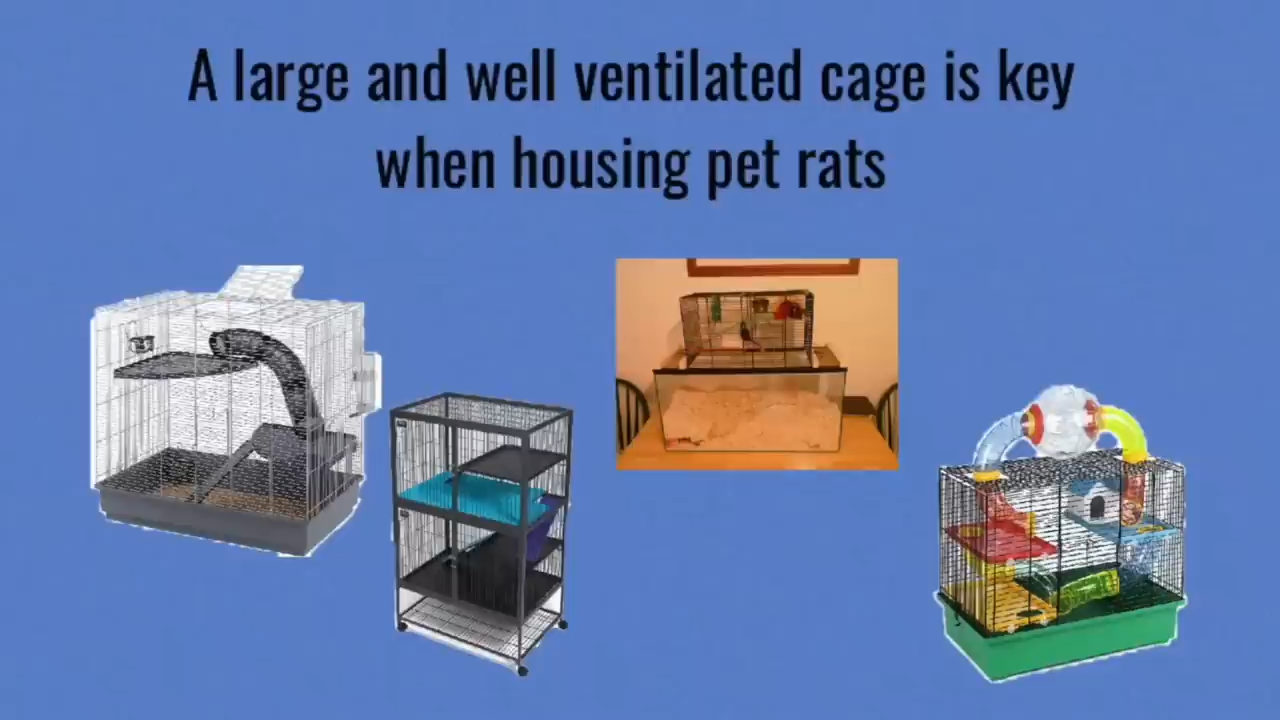 A large and well ventilated cage is key
when housing pet rats